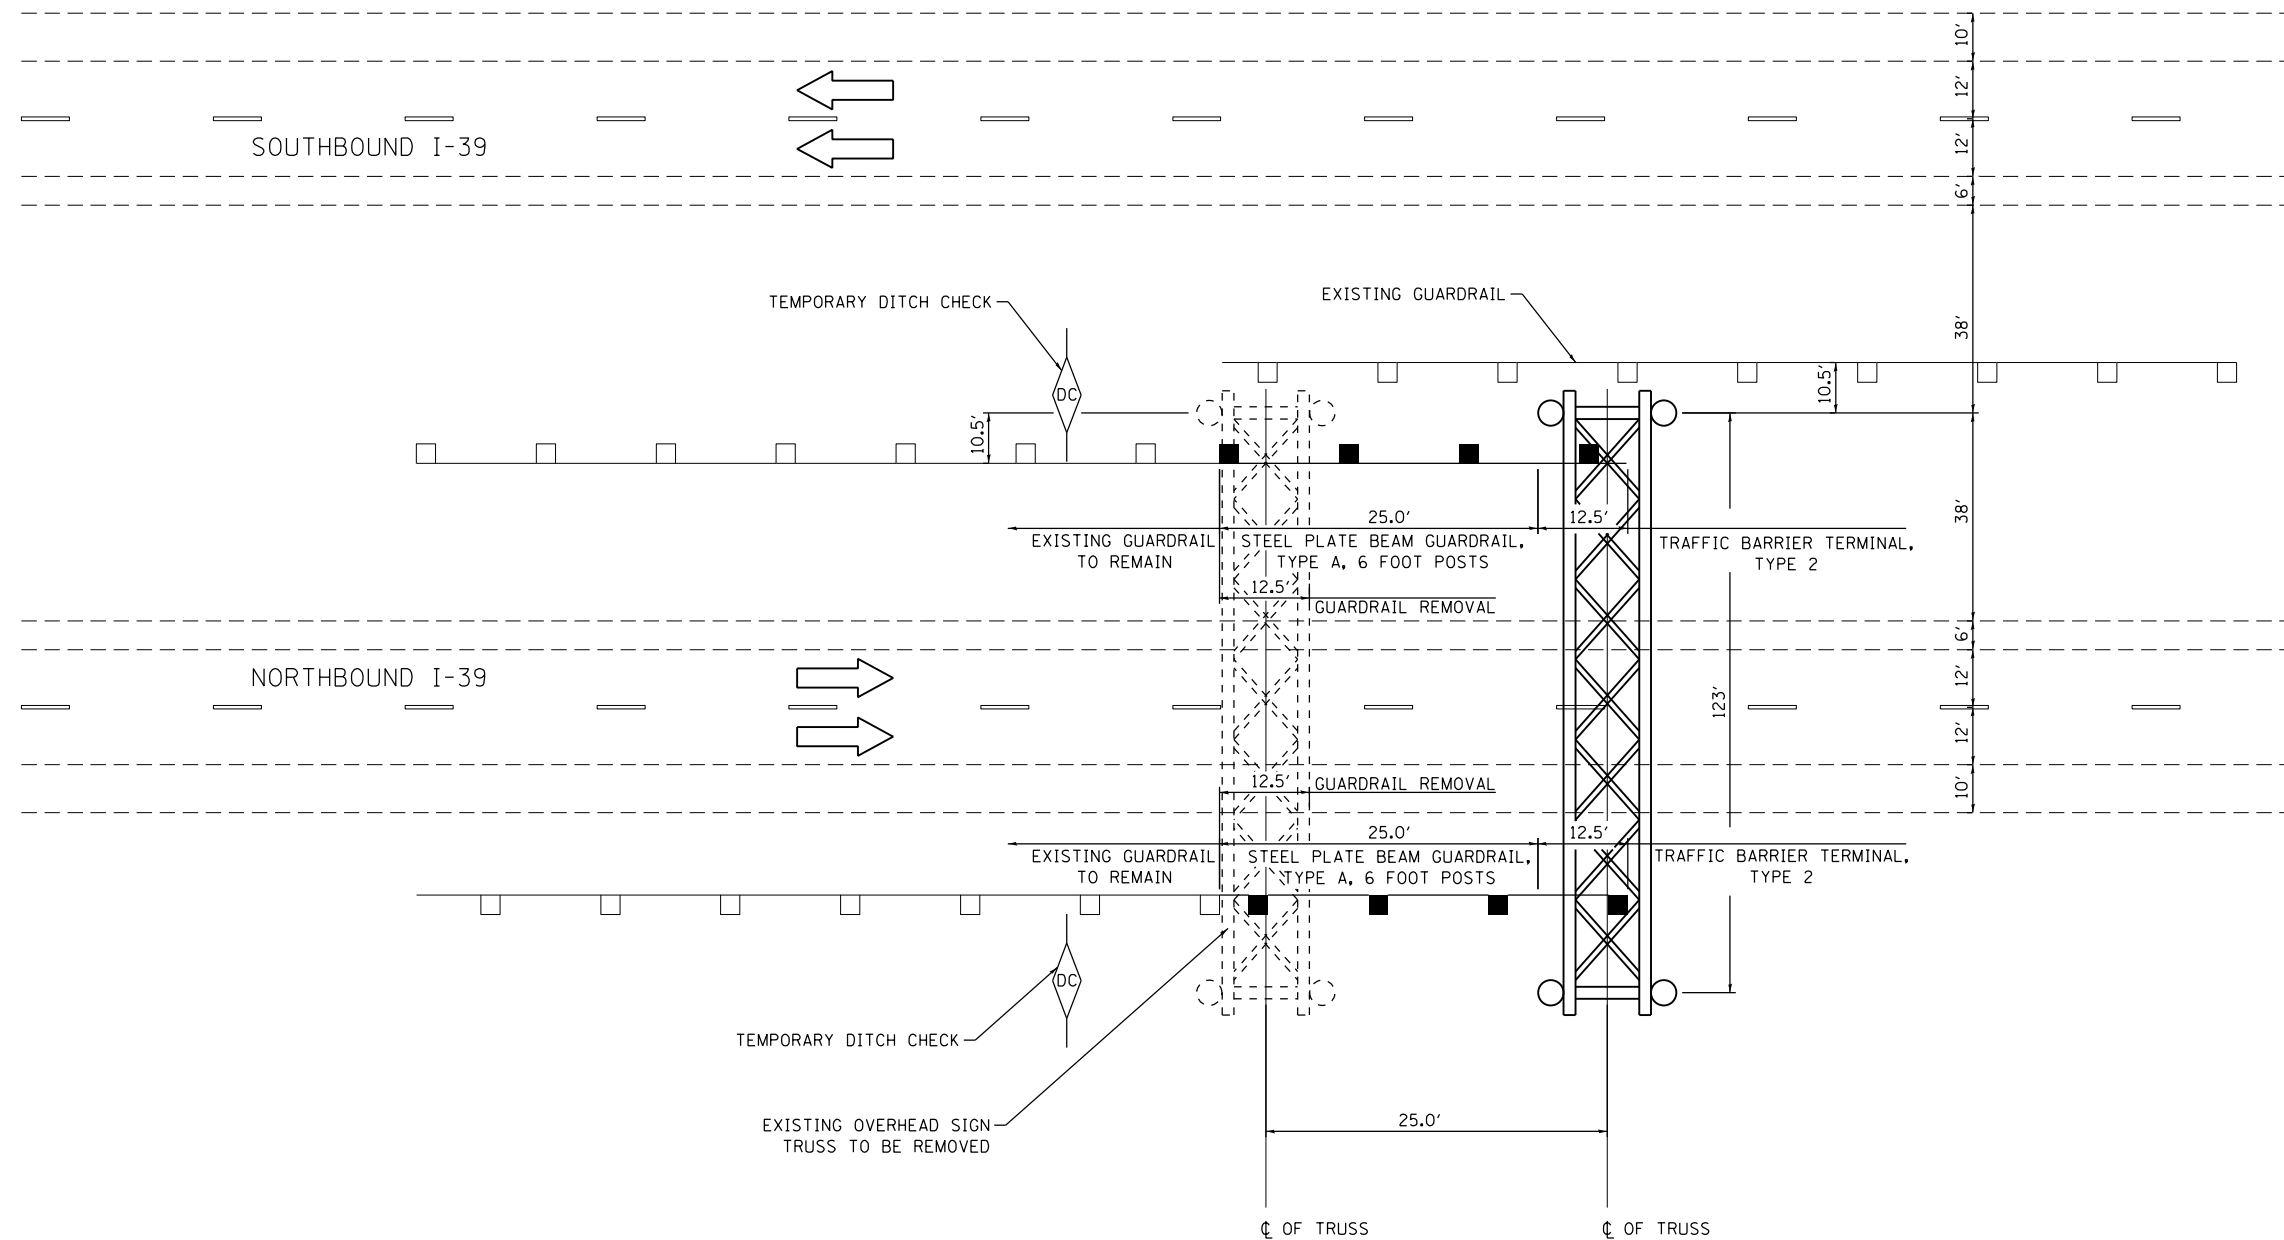 10'
12'
SOUTHBOUND I-39
12'
6'
TEMPORARY DITCH CHECK
EXISTING GUARDRAIL
38'
DC
10.5'
10.5'
38'
25.0'
12.5'
EXISTING GUARDRAIL
TO REMAIN
STEEL PLATE BEAM GUARDRAIL,
TYPE A, 6 FOOT POSTS
TRAFFIC BARRIER TERMINAL,
TYPE 2
12.5'
GUARDRAIL REMOVAL
6'
NORTHBOUND I-39
12'
123'
12'
12.5'
GUARDRAIL REMOVAL
10'
25.0'
12.5'
EXISTING GUARDRAIL
TO REMAIN
STEEL PLATE BEAM GUARDRAIL,
TYPE A, 6 FOOT POSTS
TRAFFIC BARRIER TERMINAL,
TYPE 2
DC
TEMPORARY DITCH CHECK
EXISTING OVERHEAD SIGN
TRUSS TO BE REMOVED
25.0'
℄ OF TRUSS
℄ OF TRUSS